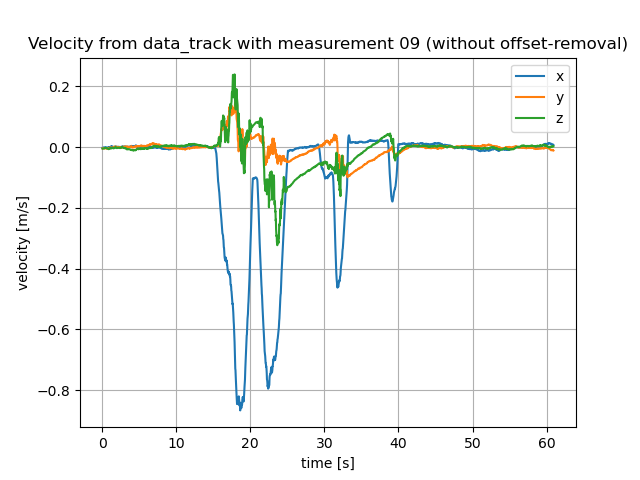 Velocity from data_track with measurement 09 (without offset-removal)
x
y
z
0.2
0.0
−0.2
−0.4
−0.6
−0.8
velocity [m/s]
0 10 20 30 40 50 60
time [s]